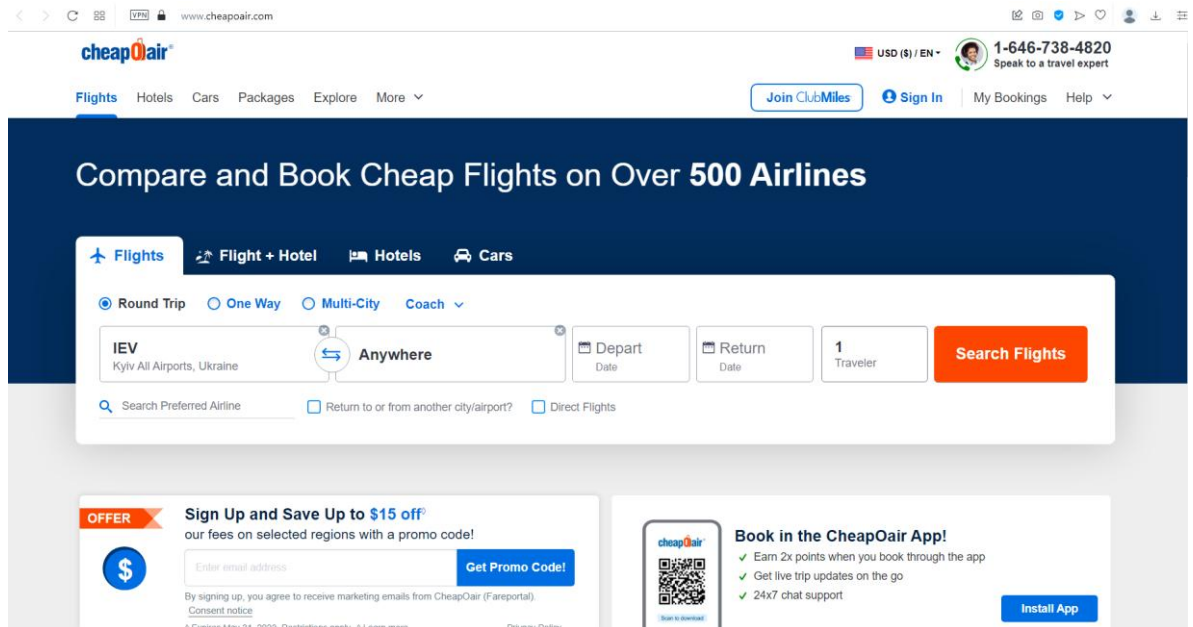 VPN www.cheapoair.com
cheapOair®
USD ($) / EN
1-646-738-4820
Speak to a travel expert
Flights Hotels Cars Packages Explore More
Join ClubMiles Sign In My Bookings Help
Compare and Book Cheap Flights on Over 500 Airlines
Flights Flight + Hotel Hotels Cars
Round Trip One Way Multi-City Coach
IEV
Kyiv All Airports, Ukraine
Anywhere
Depart
Date
Return
Date
1
Traveler
Search Flights
Search Preferred Airline Return to or from another city/airport? Direct Flights
OFFER
Sign Up and Save Up to $15 off◊
our fees on selected regions with a promo code!
$
Enter email address Get Promo Code!
By signing up, you agree to receive marketing emails from CheapOair (Fareportal).
Consent notice
Privacy Policy
cheapOair
Scan to download
Book in the CheapOair App!
✓ Earn 2x points when you book through the app
✓ Get live trip updates on the go
✓ 24x7 chat support
Install App